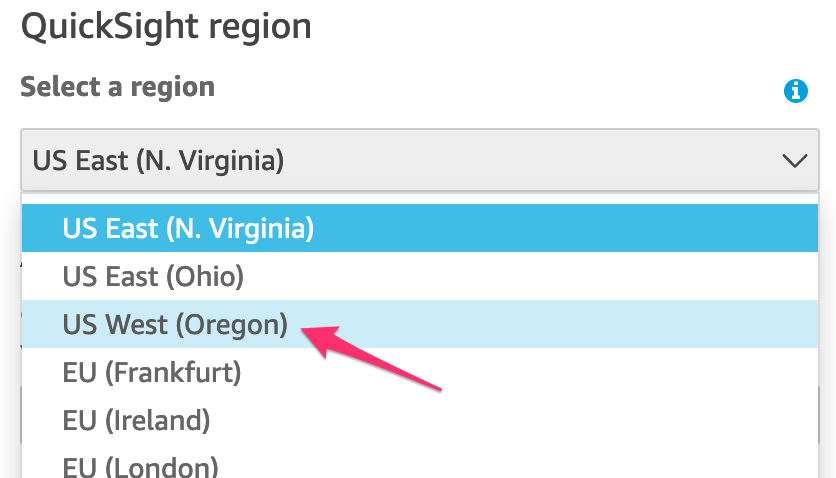 QuickSight region
Select a region
US East (N. Virginia)
US East (N. Virginia)
US East (Ohio)
US West (Oregon)
EU (Frankfurt)
EU (Ireland)
EU (London)